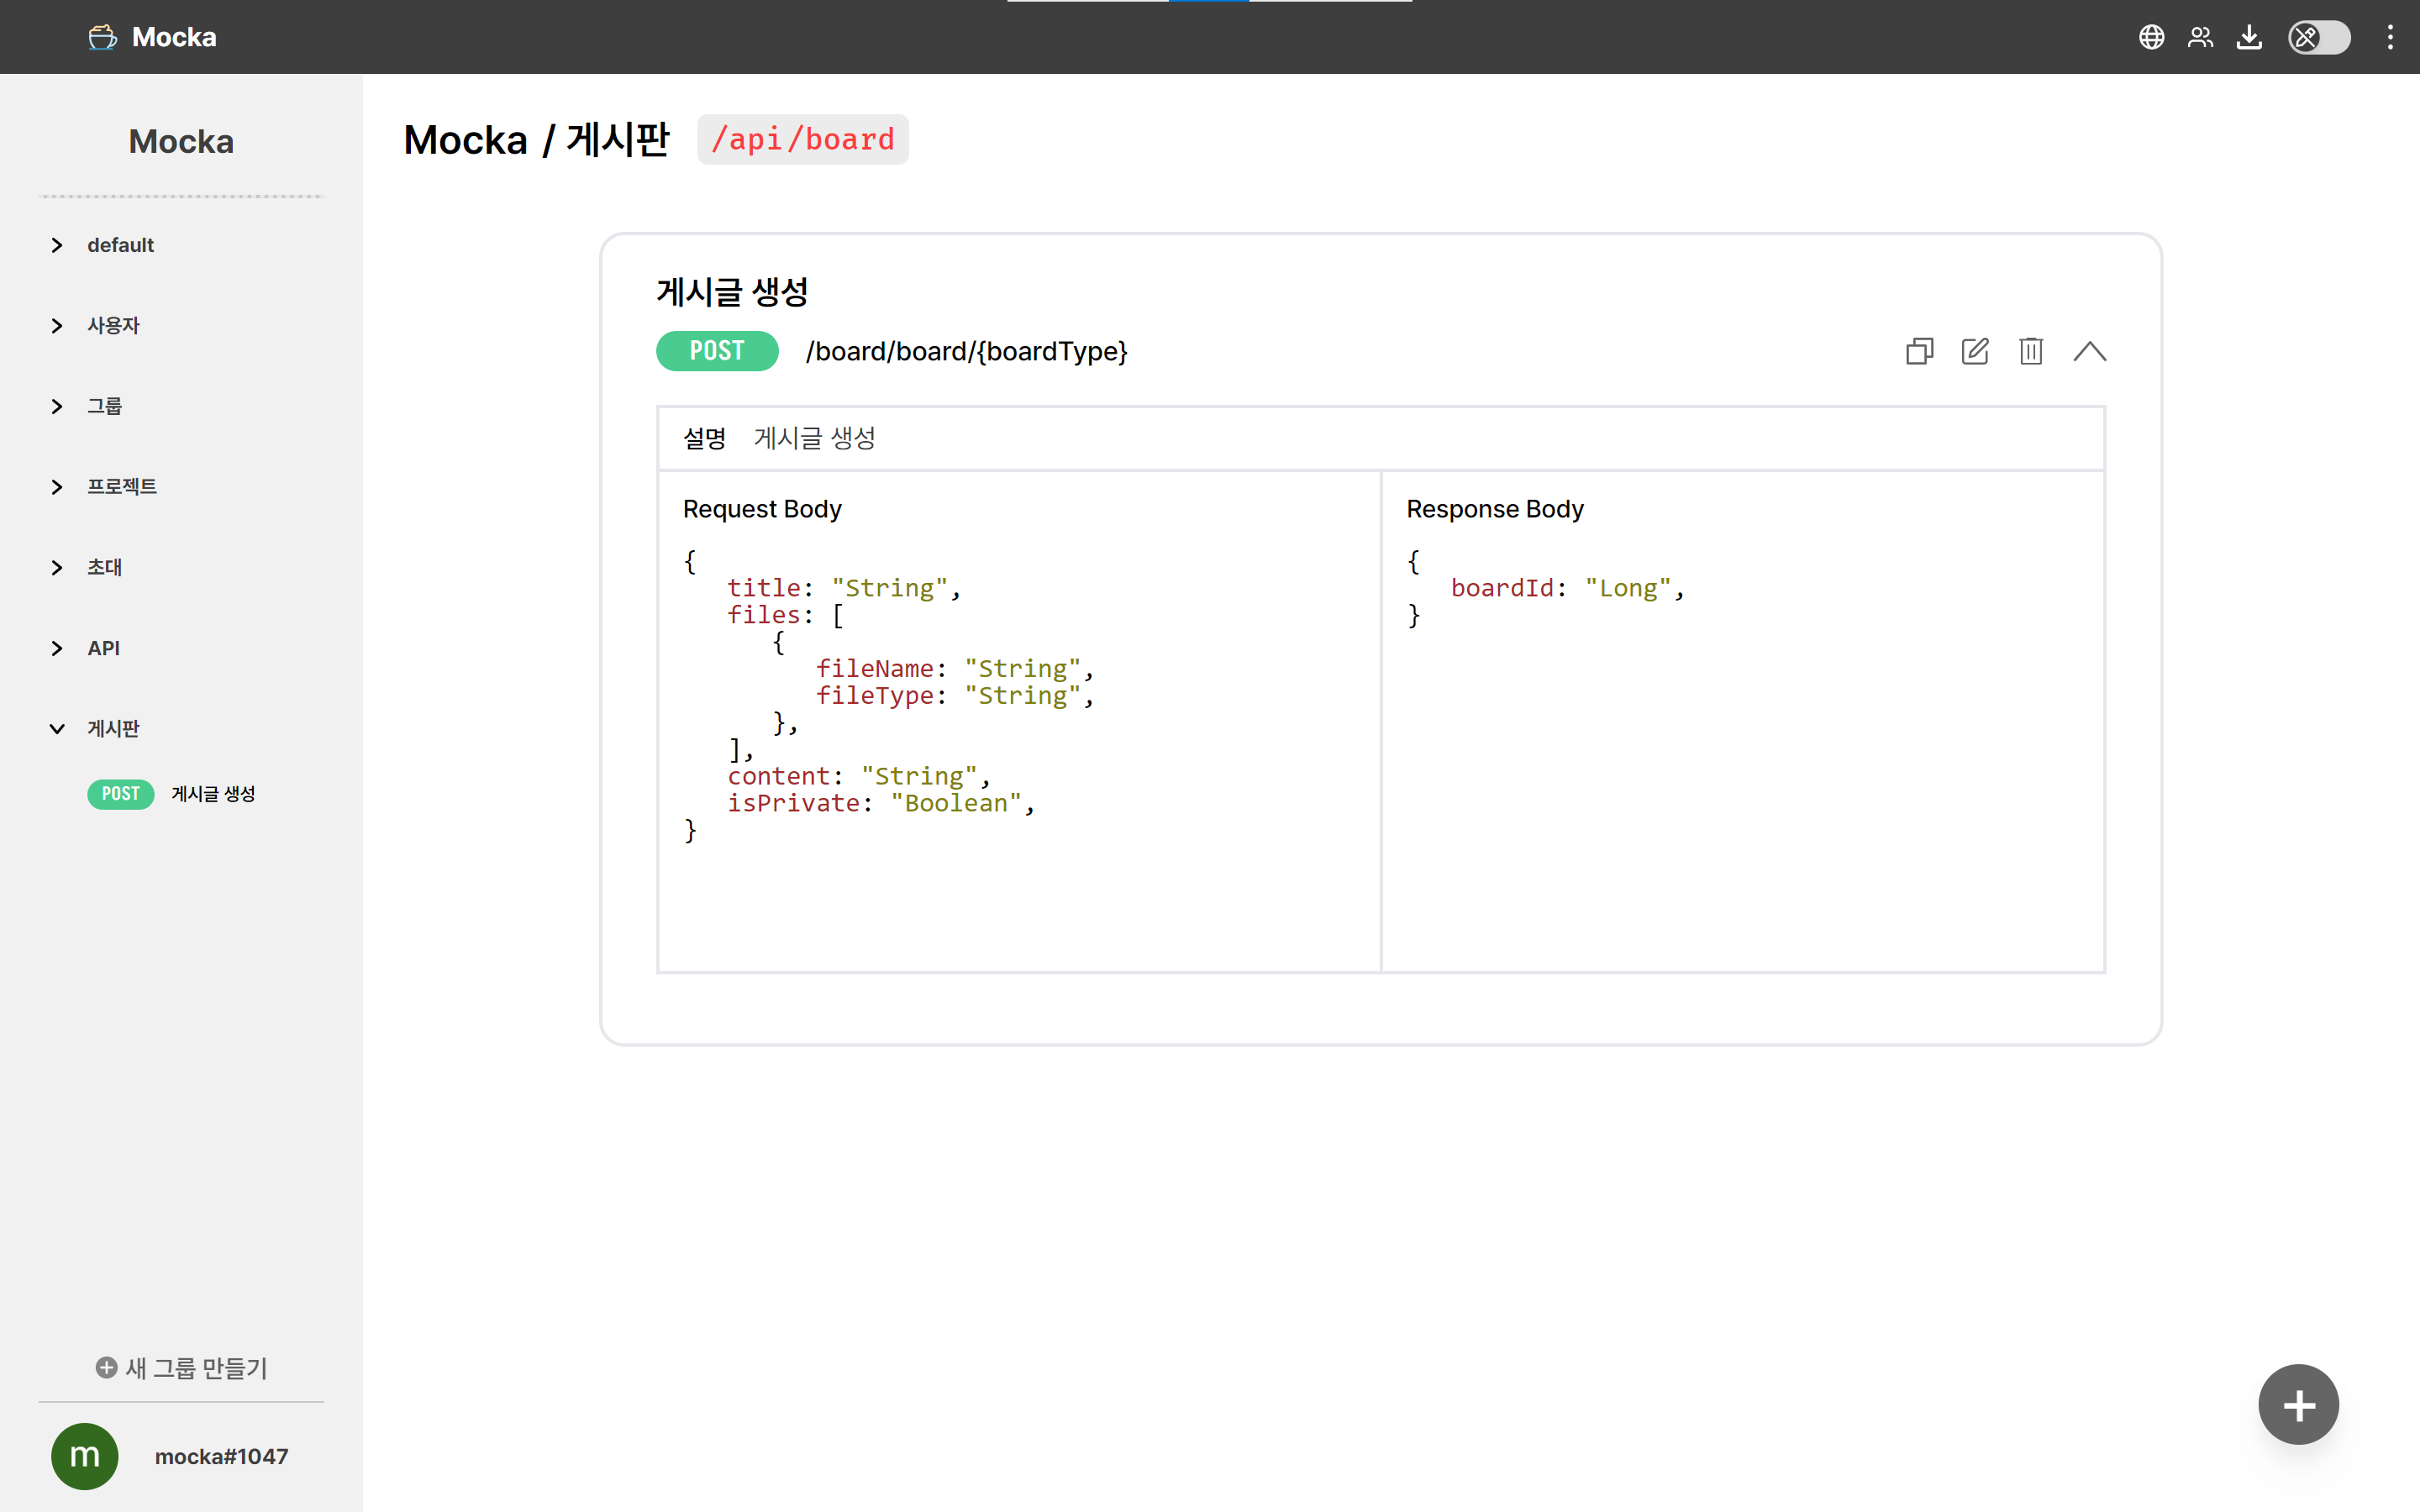 Mocka
Mocka
default
사용자
그룹
프로젝트
초대
API
게시판
POST 게시글 생성
새 그룹 만들기
m mocka#1047
Mocka / 게시판 /api/board
게시글 생성
POST /board/board/{boardType}
설명 게시글 생성
Request Body
{
title: "String",
files: [
{
fileName: "String",
fileType: "String",
},
],
content: "String",
isPrivate: "Boolean",
}
Response Body
{
boardId: "Long",
}